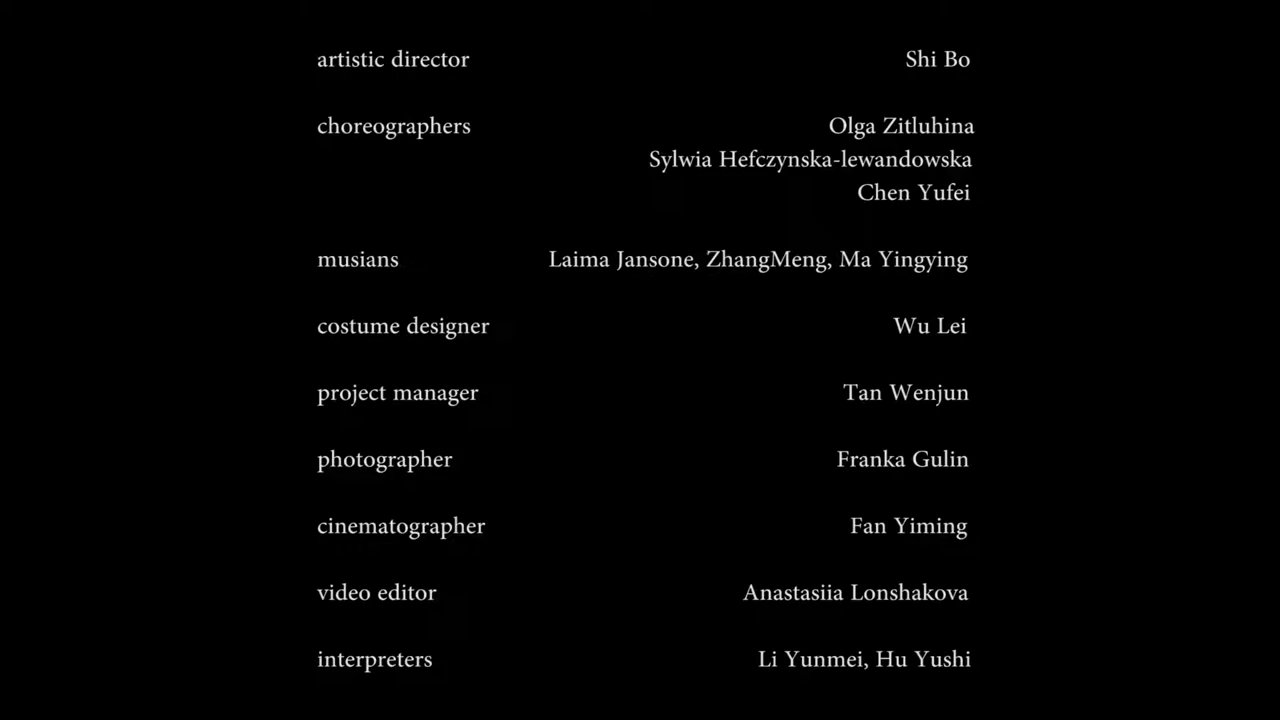 artistic director Shi Bo
choreographers Olga Zitluhina
Sylwia Hefczynska-lewandowska
Chen Yufei
musians Laima Jansone, ZhangMeng, Ma Yingying
costume designer Wu Lei
project manager Tan Wenjun
photographer Franka Gulin
cinematographer Fan Yiming
video editor Anastasiia Lonshakova
interpreters Li Yunmei, Hu Yushi